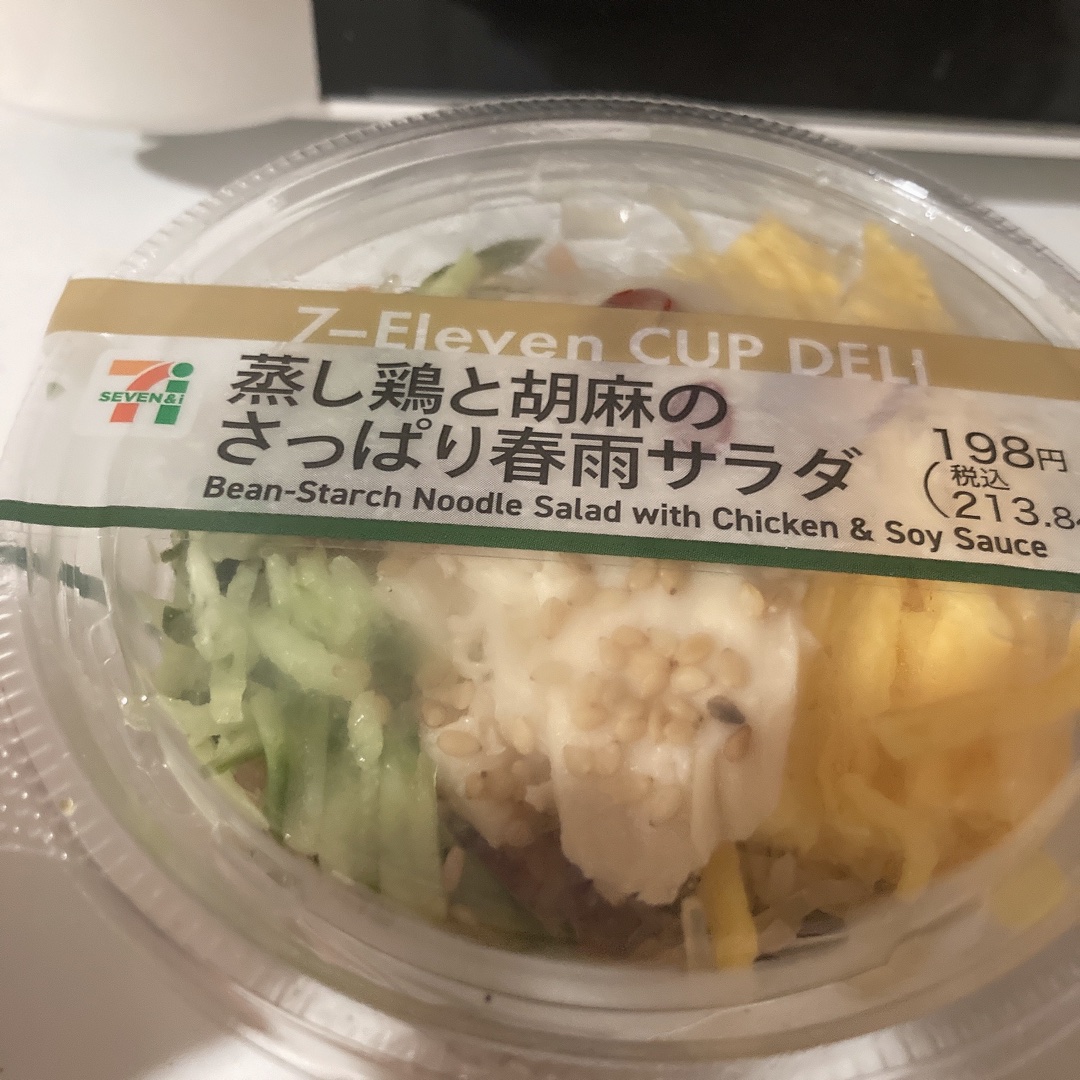 7-Eleven CUP DELi
SEVEN&i
蒸し鶏と胡麻の
さっぱり春雨サラダ
Bean-Starch Noodle Salad with Chicken & Soy Sauce
198円
(税込
213.84